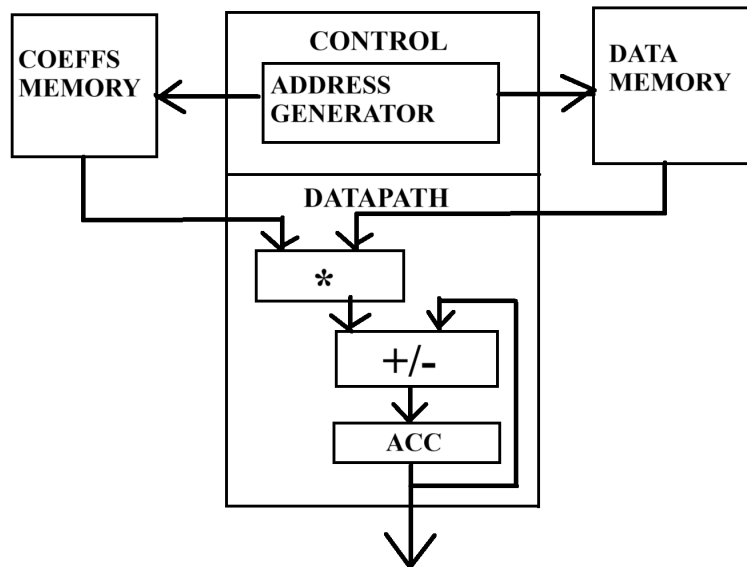 COEFFS
MEMORY
CONTROL
ADDRESS
GENERATOR
DATA
MEMORY
DATAPATH
*
+/-
ACC